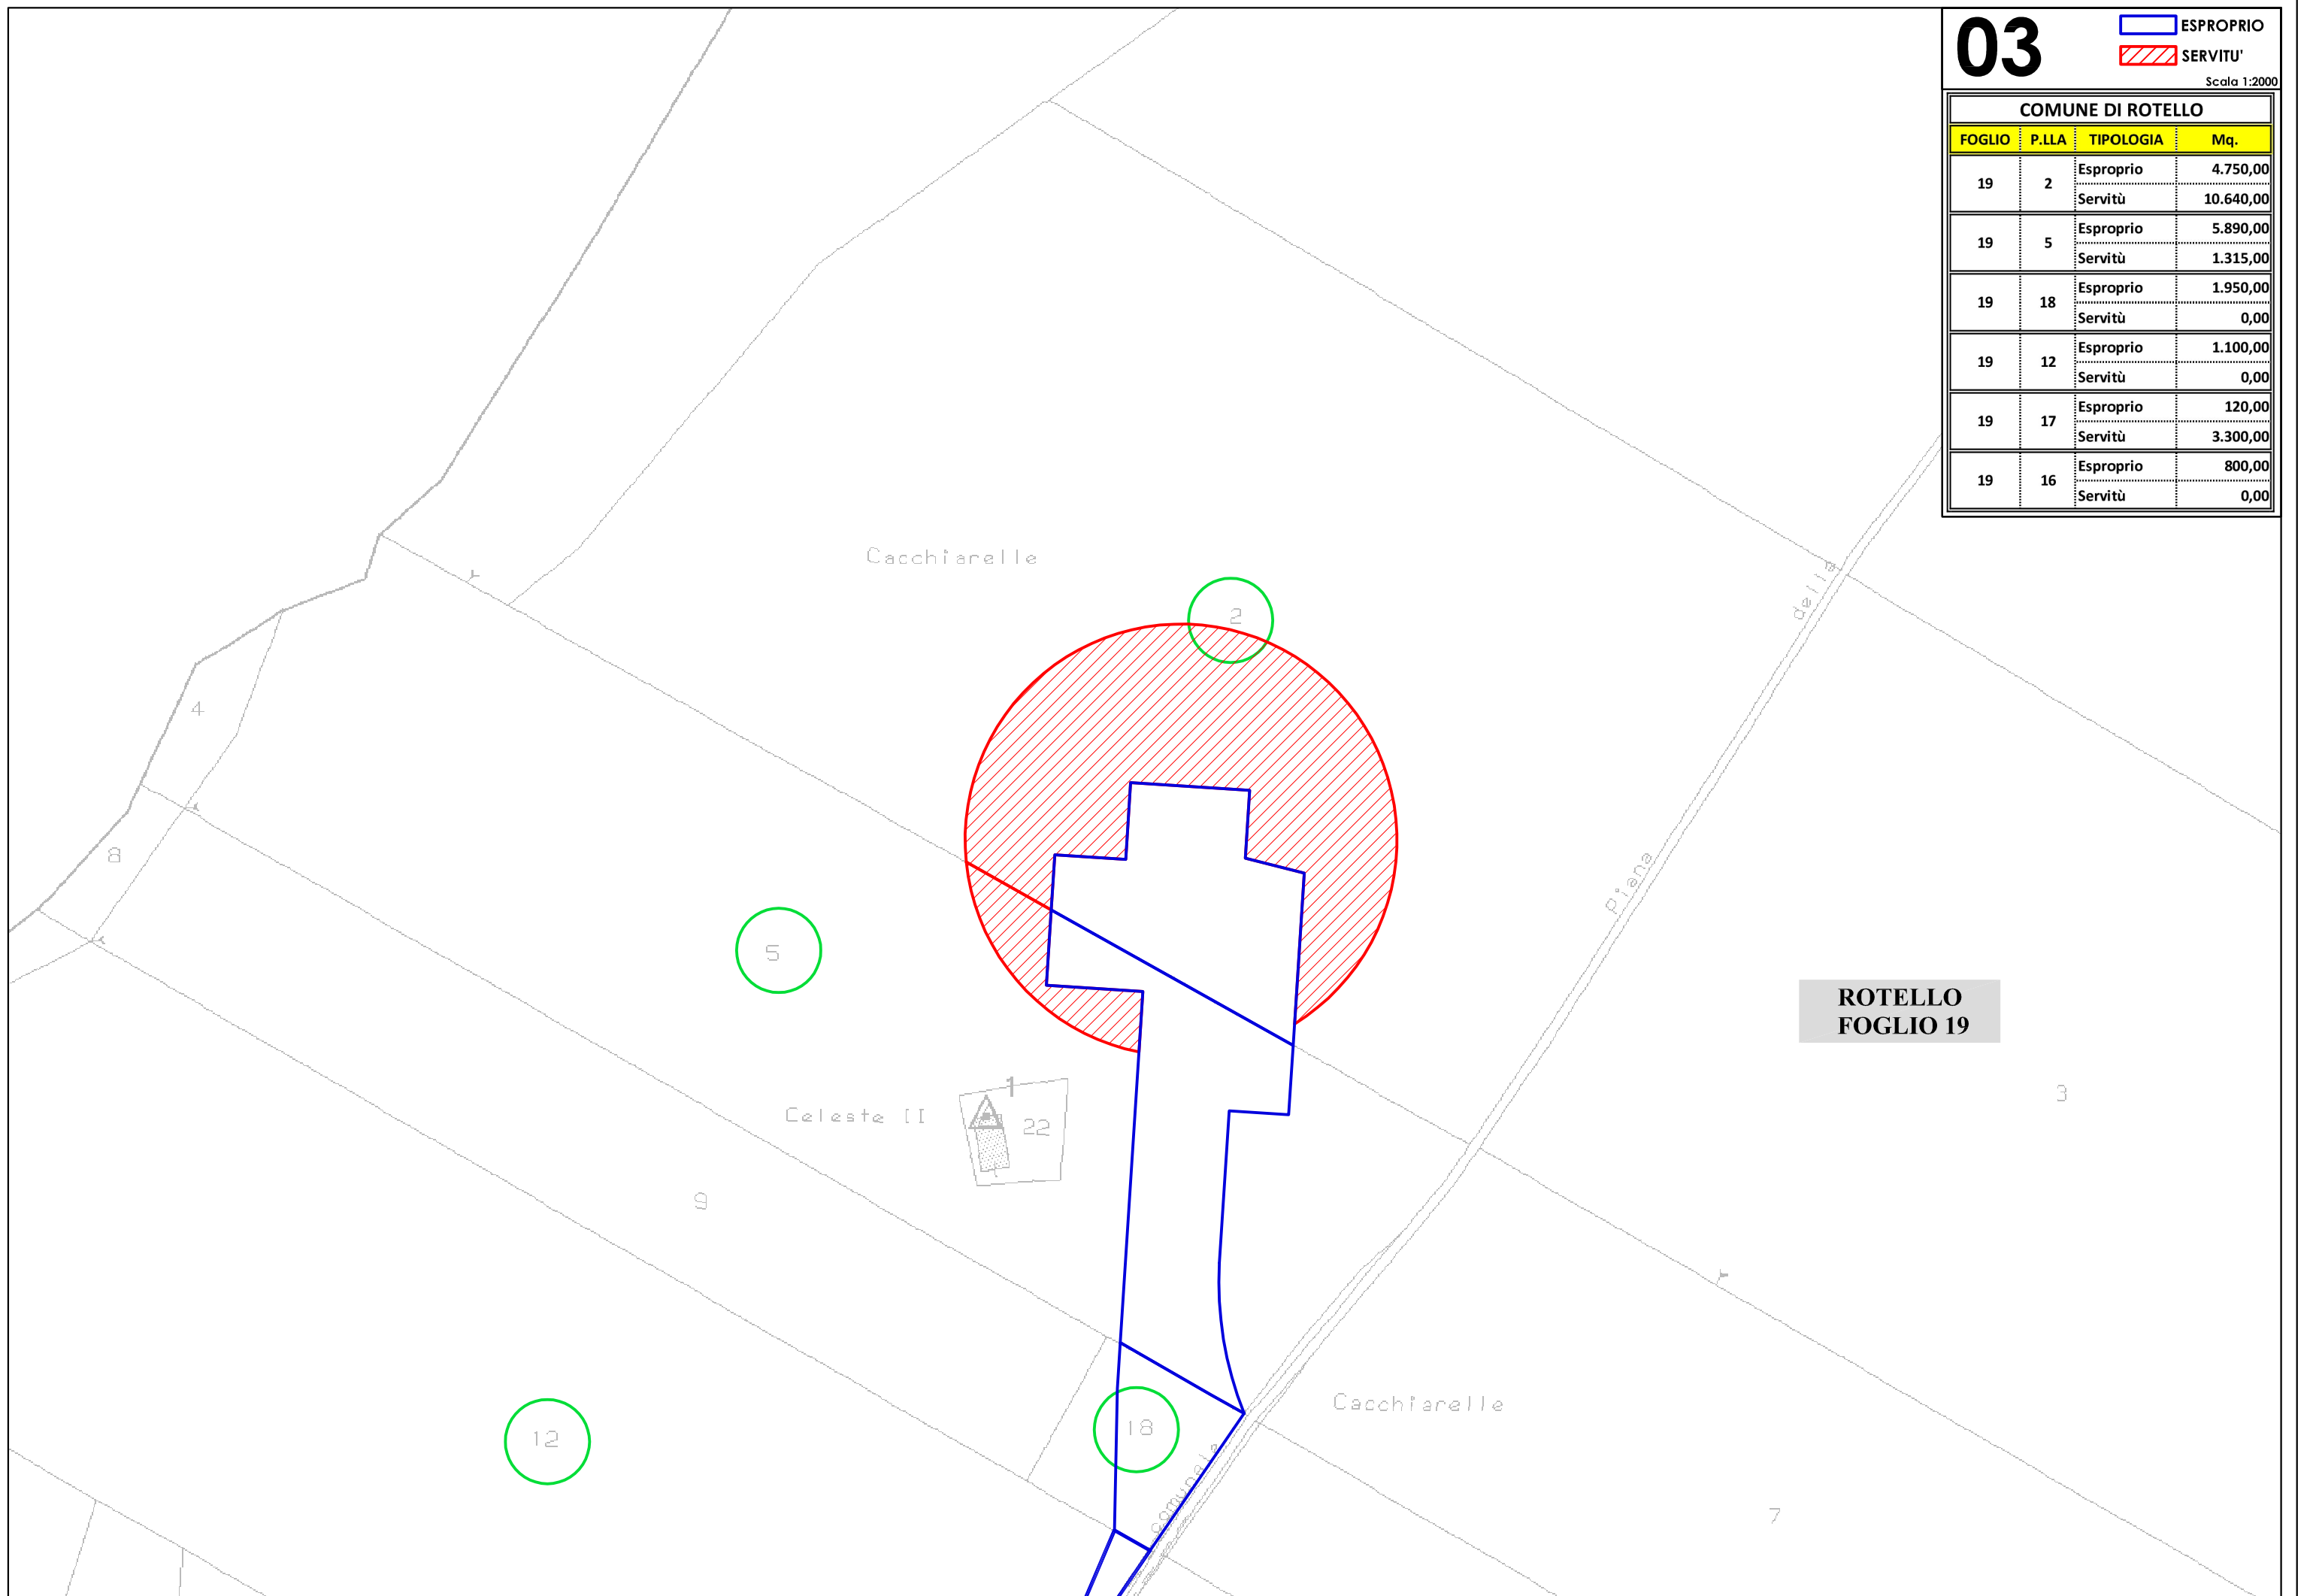 03
ESPROPRIO
SERVITU'
Scala 1:2000
COMUNE DI ROTELLO
FOGLIO P.LLA TIPOLOGIA Mq.
19 2 Esproprio 4.750,00
Servitù 10.640,00
19 5 Esproprio 5.890,00
Servitù 1.315,00
19 18 Esproprio 1.950,00
Servitù 0,00
19 12 Esproprio 1.100,00
Servitù 0,00
19 17 Esproprio 120,00
Servitù 3.300,00
19 16 Esproprio 800,00
Servitù 0,00
Cacchiarelle
2
della
4
8
Piana
5
ROTELLO
FOGLIO 19
3
1
Celeste II
22
9
Cacchiarelle
18
12
comunale
7